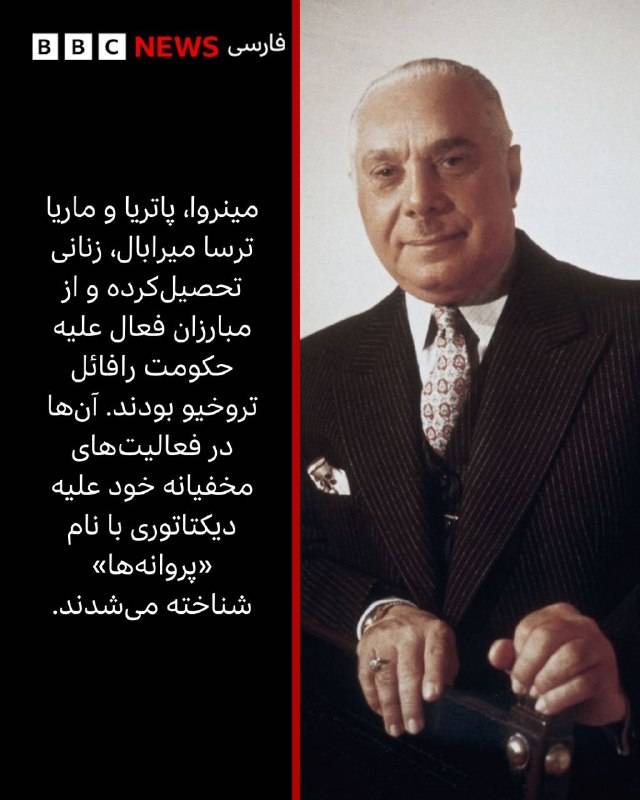 BBC NEWS فارسی
مینروا، پاتریا و ماریا
ترسا میرابال، زنانی
تحصیل‌کرده و از
مبارزان فعال علیه
حکومت رافائل
تروخیو بودند. آن‌ها
در فعالیت‌های
مخفیانه خود علیه
دیکتاتوری با نام
«پروانه‌ها»
شناخته می‌شدند.